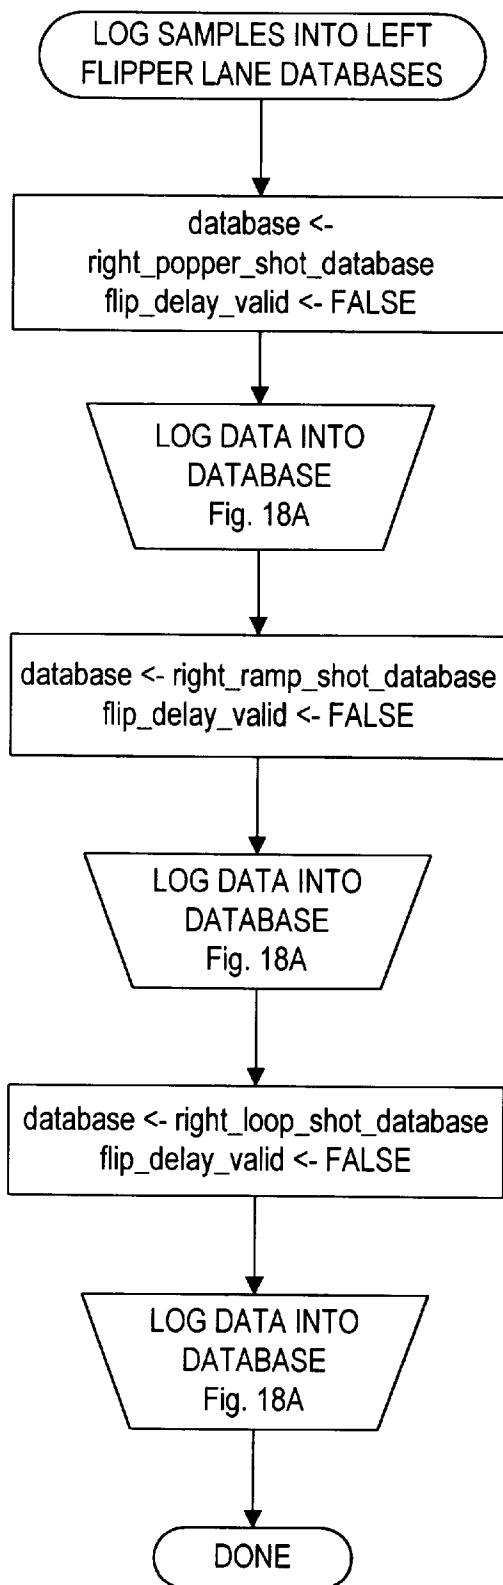 LOG SAMPLES INTO LEFT
FLIPPER LANE DATABASES
database <-
right_popper_shot_database
flip_delay_valid <- FALSE
LOG DATA INTO
DATABASE
Fig. 18A
database <- right_ramp_shot_database
flip_delay_valid <- FALSE
LOG DATA INTO
DATABASE
Fig. 18A
database <- right_loop_shot_database
flip_delay_valid <- FALSE
LOG DATA INTO
DATABASE
Fig. 18A
DONE